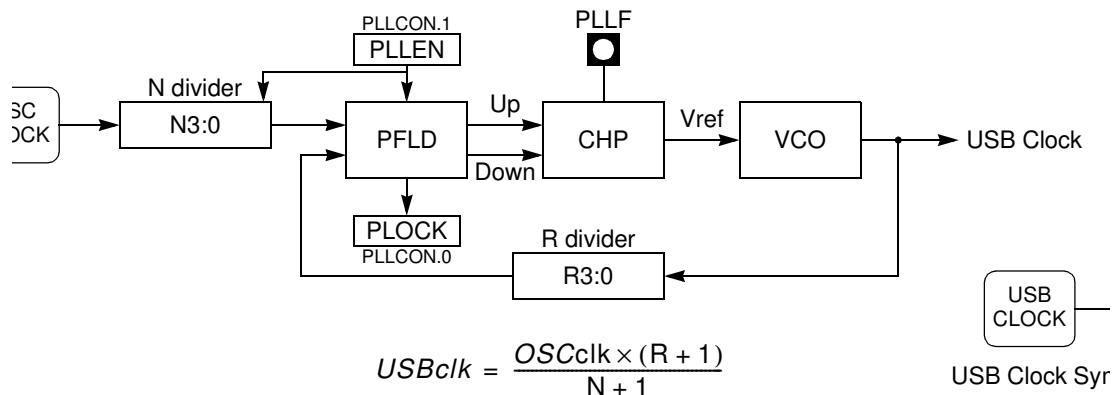 PLLCON.1
PLLEN
PLLF
N divider
N3:0
PFLD
Up
Down
CHP
Vref
VCO
USB Clock
PLOCK
PLLCON.0
R divider
R3:0
USB
CLOCK
USBclk = OSCclk × (R + 1)
N + 1
USB Clock